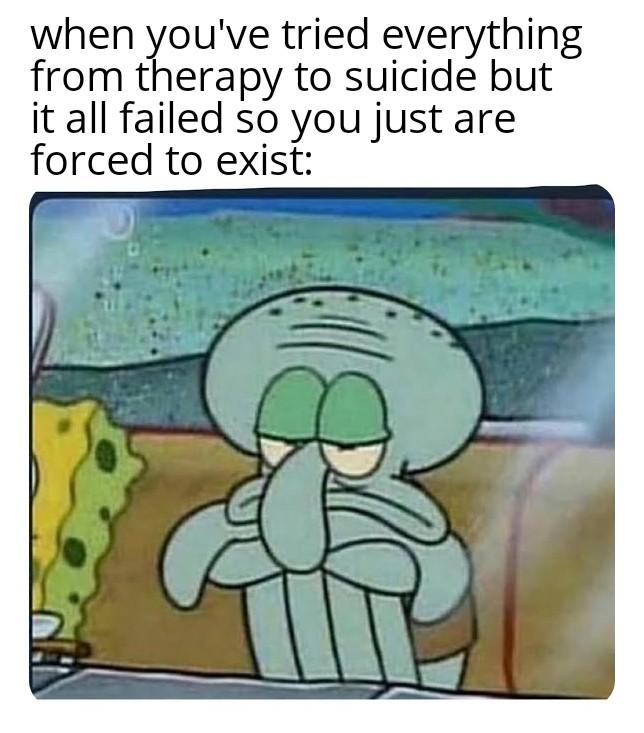 when you've tried everything
from therapy to suicide but
it all failed so you just are
forced to exist: